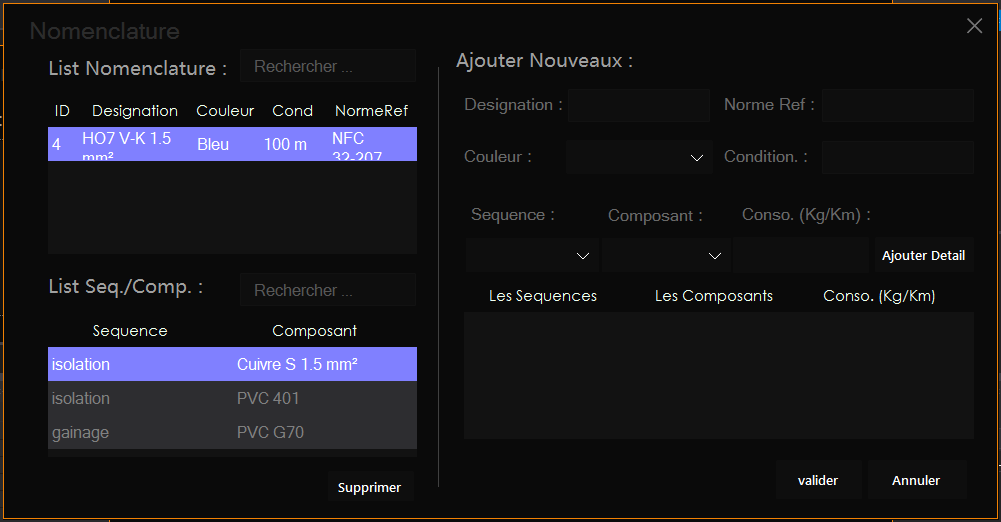 Nomenclature
List Nomenclature :
Rechercher ...
ID Designation Couleur Cond NormeRef
4 HO7 V-K 1.5 mm² Bleu 100 m NFC 32-207
List Seq./Comp. :
Rechercher ...
Sequence Composant
isolation Cuivre S 1.5 mm²
isolation PVC 401
gainage PVC G70
Supprimer
Ajouter Nouveaux :
Designation : Norme Ref :
Couleur : Condition. :
Sequence : Composant : Conso. (Kg/Km) :
Ajouter Detail
Les Sequences Les Composants Conso. (Kg/Km)
valider Annuler